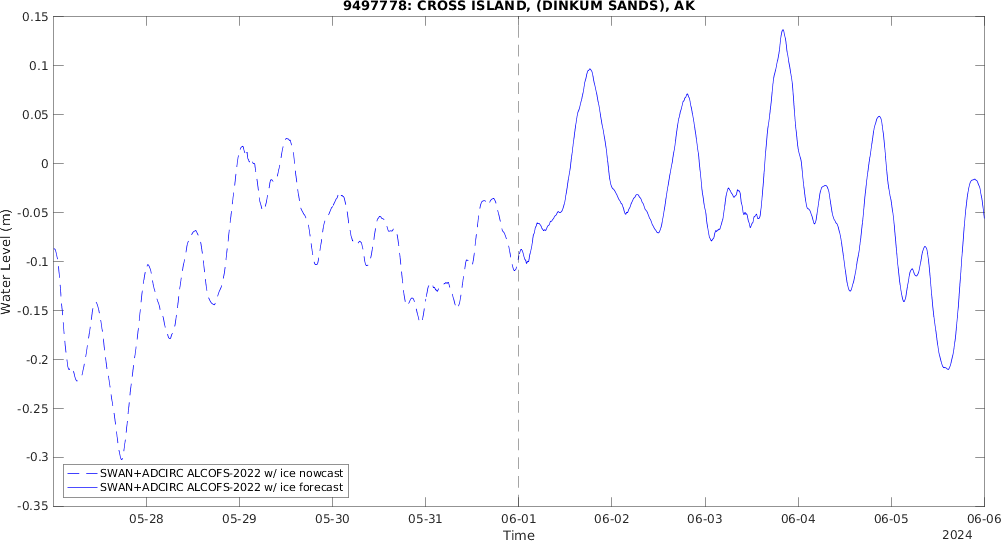 9497778: CROSS ISLAND, (DINKUM SANDS), AK
0.15
0.1
0.05
0
-0.05
-0.1
-0.15
-0.2
-0.25
-0.3
-0.35
Water Level (m)
SWAN+ADCIRC ALCOFS-2022 w/ ice nowcast
SWAN+ADCIRC ALCOFS-2022 w/ ice forecast
05-28 05-29 05-30 05-31 06-01 06-02 06-03 06-04 06-05 06-06
Time
2024